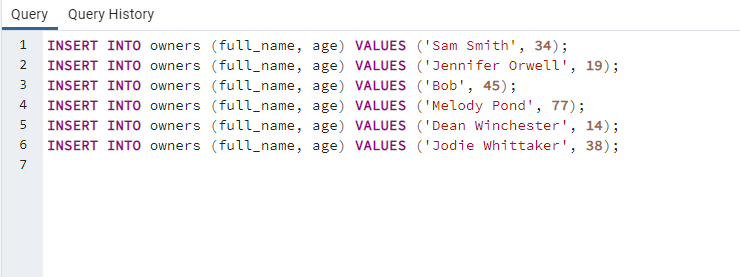 Query Query History
1 INSERT INTO owners (full_name, age) VALUES ('Sam Smith', 34);
2 INSERT INTO owners (full_name, age) VALUES ('Jennifer Orwell', 19);
3 INSERT INTO owners (full_name, age) VALUES ('Bob', 45);
4 INSERT INTO owners (full_name, age) VALUES ('Melody Pond', 77);
5 INSERT INTO owners (full_name, age) VALUES ('Dean Winchester', 14);
6 INSERT INTO owners (full_name, age) VALUES ('Jodie Whittaker', 38);
7